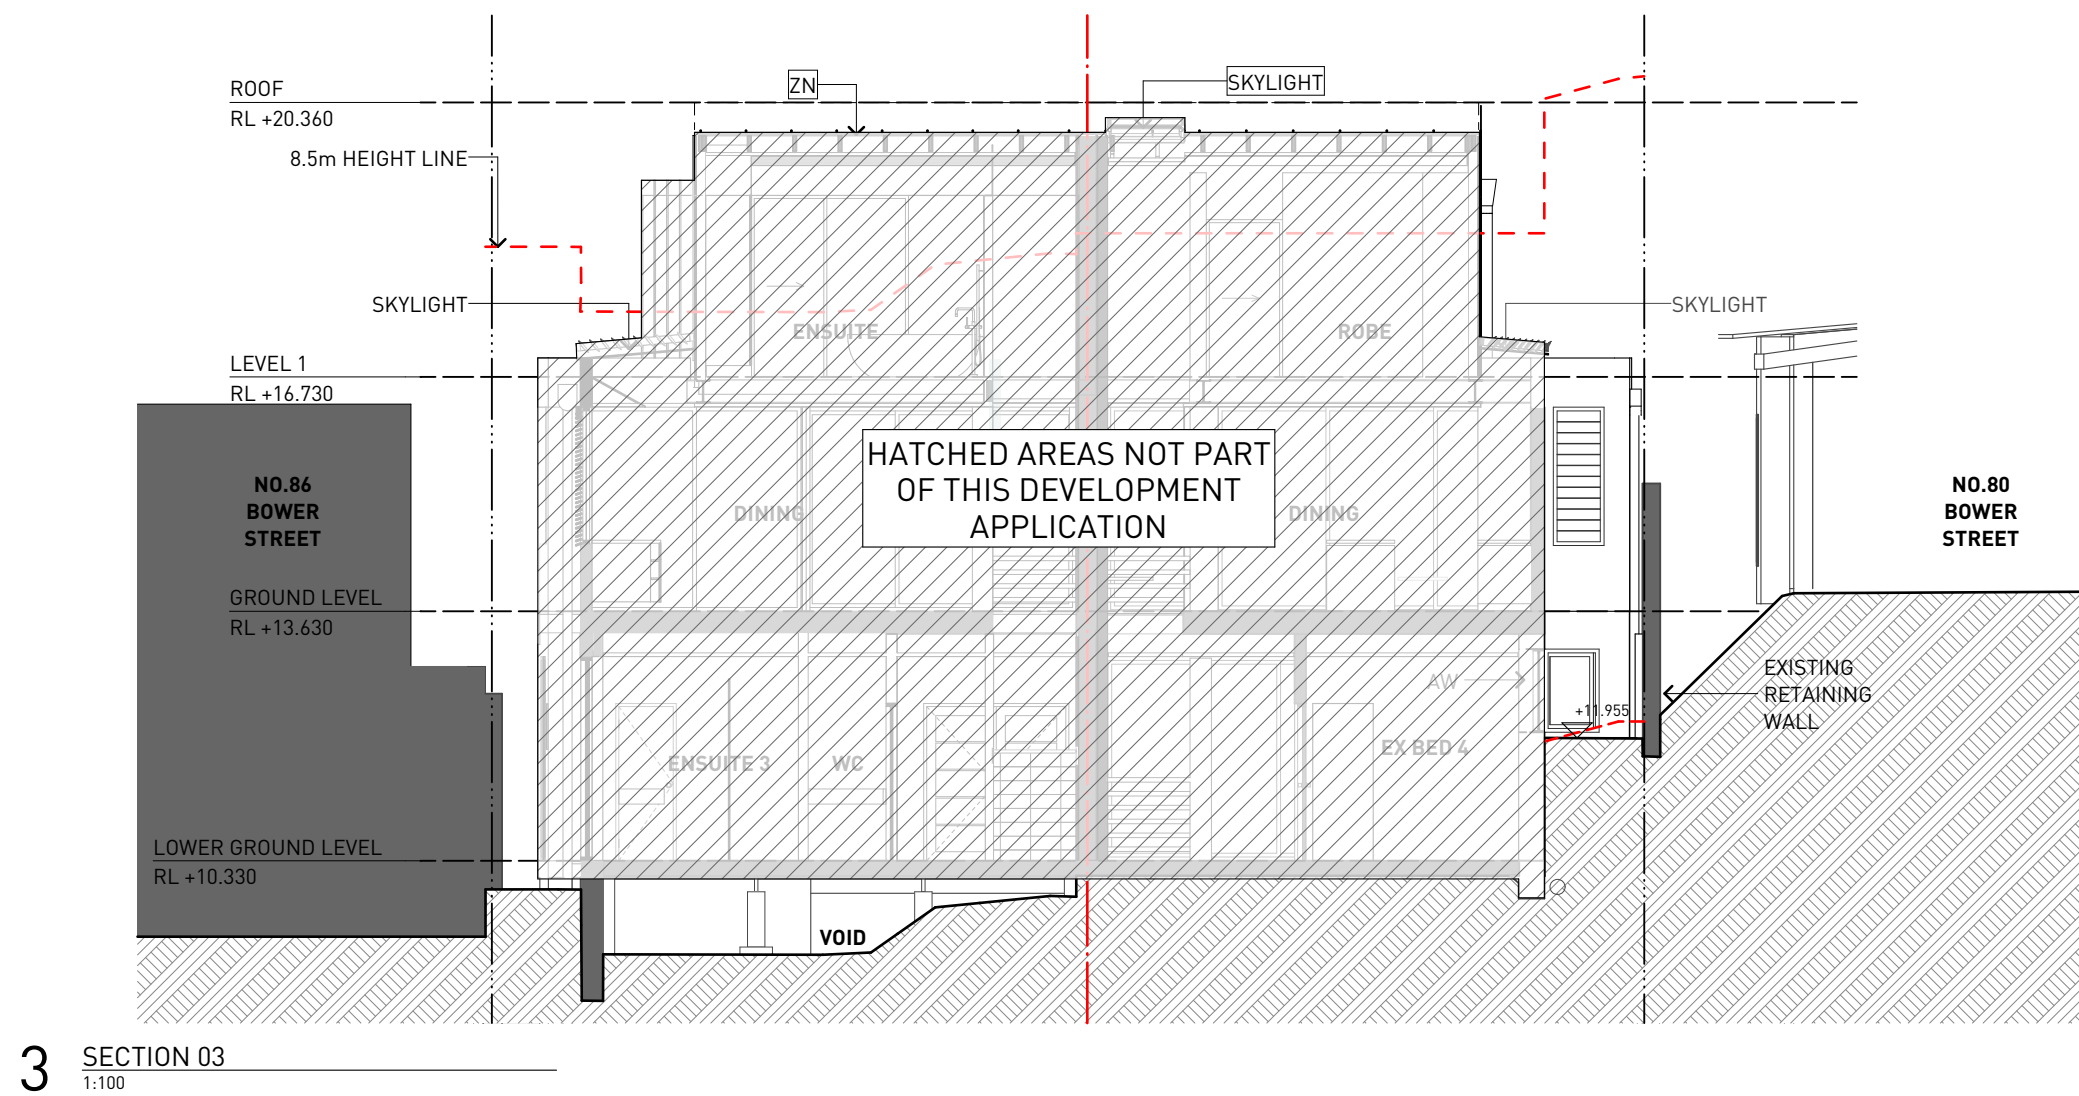 ROOF
RL +20.360
8.5m HEIGHT LINE
ZN
SKYLIGHT
SKYLIGHT
SKYLIGHT
LEVEL 1
RL +16.730
ENSUITE
ROBE
NO.86
BOWER
STREET
HATCHED AREAS NOT PART
OF THIS DEVELOPMENT
APPLICATION
DINING
DINING
NO.80
BOWER
STREET
GROUND LEVEL
RL +13.630
EXISTING
RETAINING
WALL
AW
+11.955
ENSUITE 3
WC
EX BED 4
LOWER GROUND LEVEL
RL +10.330
VOID
3
SECTION 03
1:100